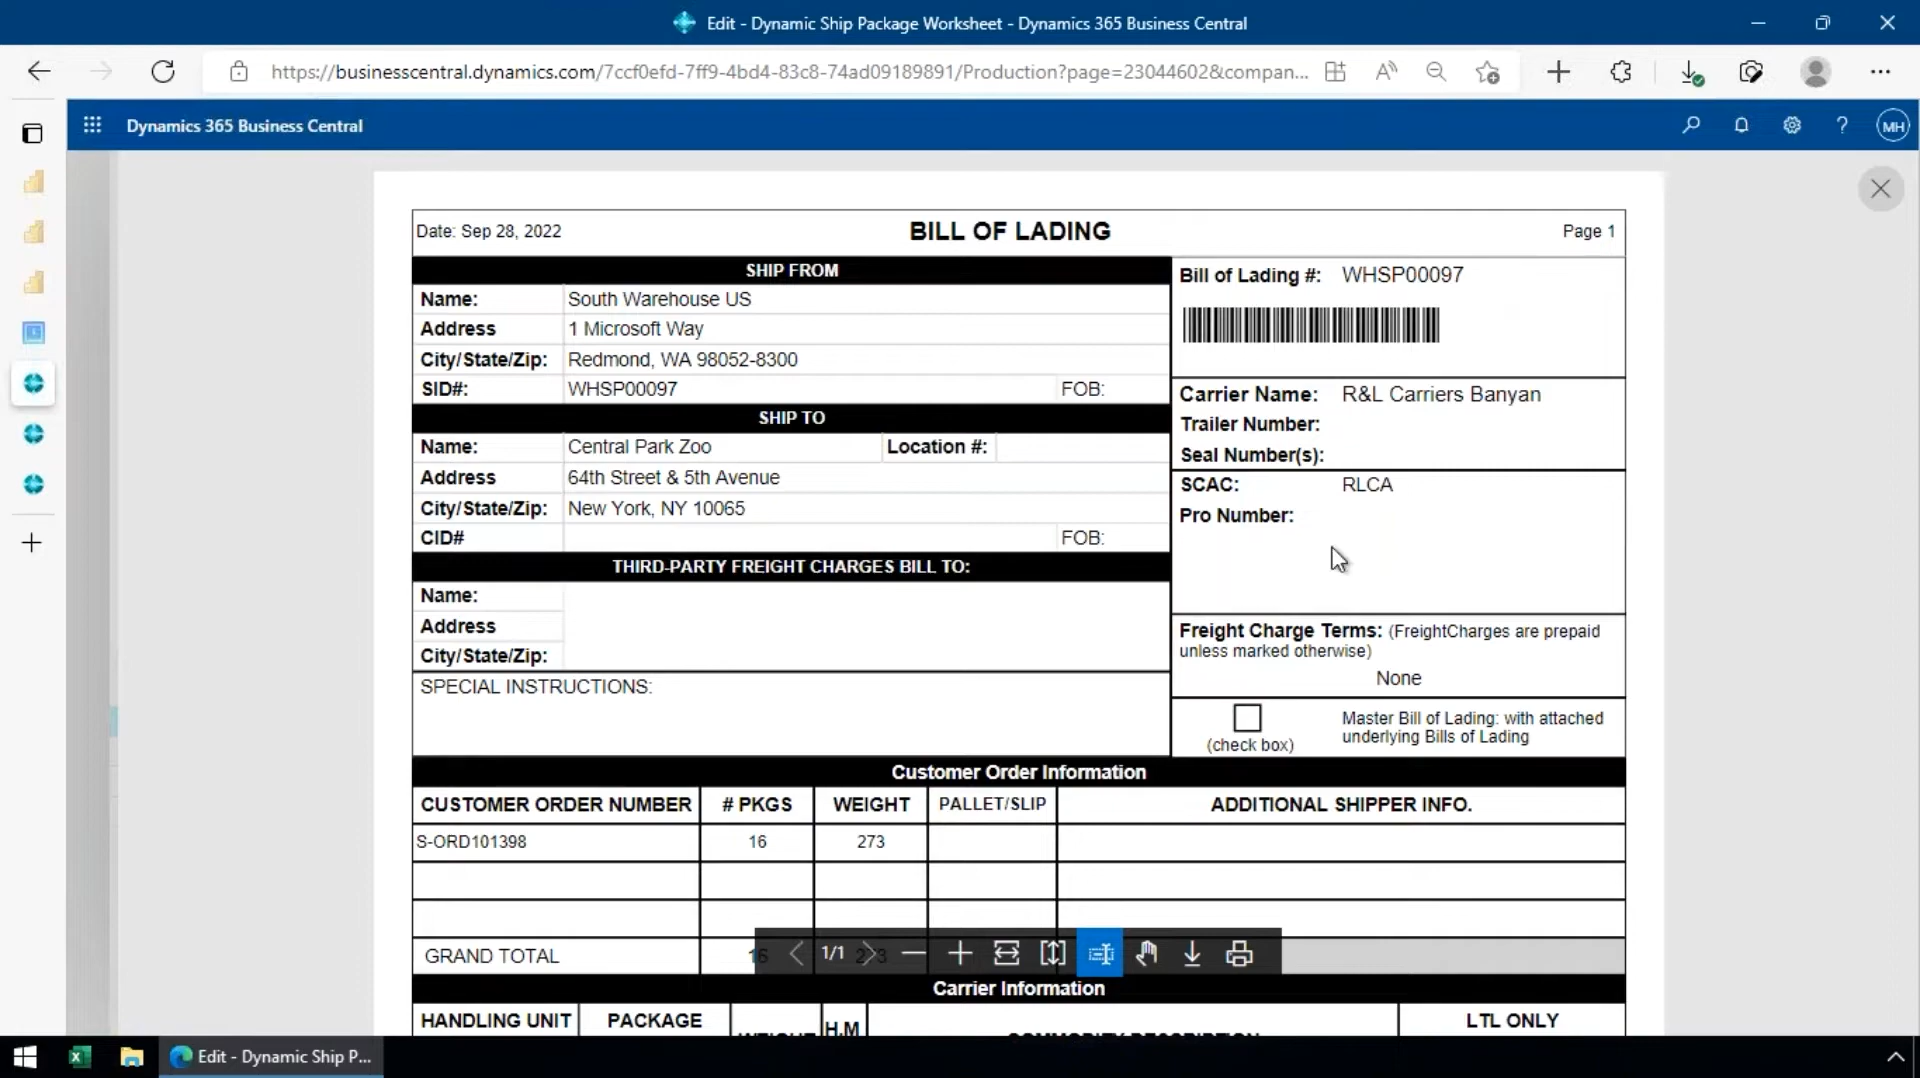 Edit - Dynamic Ship Package Worksheet - Dynamics 365 Business Central
https://businesscentral.dynamics.com/7ccf0efd-7ff9-4bd4-83c8-74ad09189891/Production?page=23044602&compan...
Dynamics 365 Business Central
MH
Date: Sep 28, 2022
BILL OF LADING
Page 1
SHIP FROM
Name: South Warehouse US
Address 1 Microsoft Way
City/State/Zip: Redmond, WA 98052-8300
SID#: WHSP00097 FOB:
Bill of Lading #: WHSP00097
SHIP TO
Name: Central Park Zoo Location #:
Address 64th Street & 5th Avenue
City/State/Zip: New York, NY 10065
CID# FOB:
Carrier Name: R&L Carriers Banyan
Trailer Number:
Seal Number(s):
SCAC: RLCA
Pro Number:
THIRD-PARTY FREIGHT CHARGES BILL TO:
Name:
Address
City/State/Zip:
SPECIAL INSTRUCTIONS:
Freight Charge Terms: (FreightCharges are prepaid
unless marked otherwise)
None
(check box)
Master Bill of Lading: with attached
underlying Bills of Lading
Customer Order Information
CUSTOMER ORDER NUMBER # PKGS WEIGHT PALLET/SLIP ADDITIONAL SHIPPER INFO.
S-ORD101398 16 273
GRAND TOTAL 16
1/1
Carrier Information
HANDLING UNIT PACKAGE H.M LTL ONLY
Edit - Dynamic Ship P...